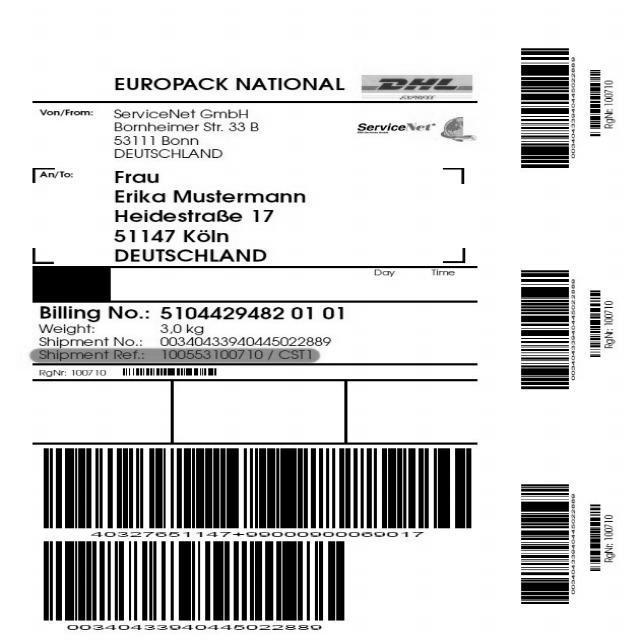 EUROPACK NATIONAL
DHL
EXPRESS
Von/From: ServiceNet GmbH
Bornheimer Str. 33 B
53111 Bonn
DEUTSCHLAND
ServiceNet
An/To: Frau
Erika Mustermann
Heidestraße 17
51147 Köln
DEUTSCHLAND
Day Time
Billing No.: 5104429482 01 01
Weight: 3,0 kg
Shipment No.: 00340433940445022889
Shipment Ref.: 100553100710 / CST1
RgNr: 100710
40327651147+99000900069017
00340433940445022889
00340433940445022889
RgNr: 100710
00340433940445022889
RgNr: 100710
00340433940445022889
RgNr: 100710